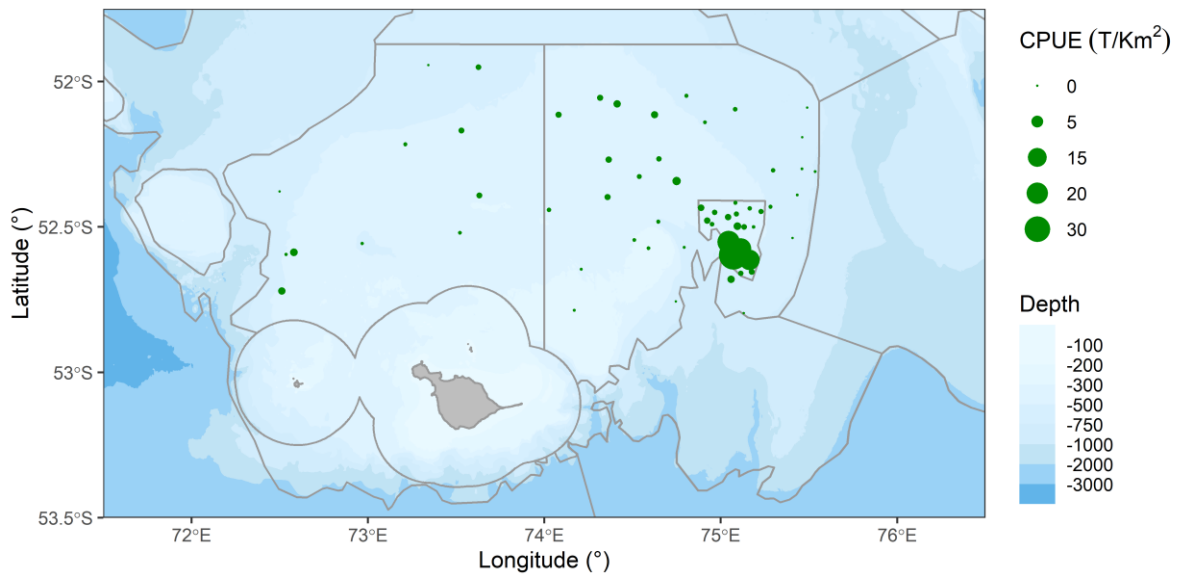 CPUE (T/Km²)
0
5
15
20
30
Depth
-100
-200
-300
-500
-750
-1000
-2000
-3000
52°S
52.5°S
53°S
53.5°S
Latitude (°)
72°E 73°E 74°E 75°E 76°E
Longitude (°)